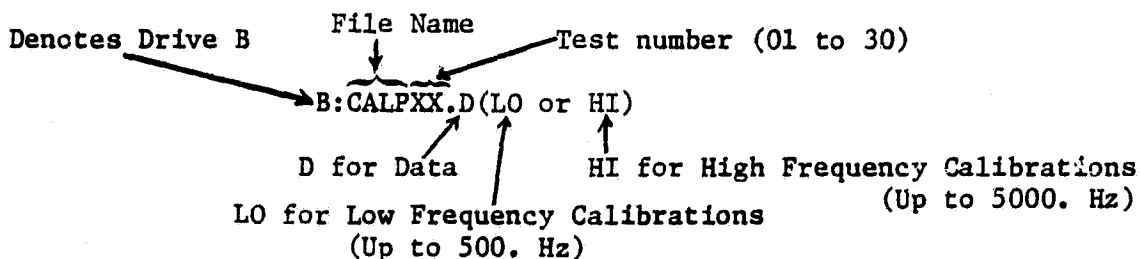 File Name
Denotes Drive B
Test number (01 to 30)
B:CALPXX.D(LO or HI)
D for Data
HI for High Frequency Calibrations
(Up to 5000. Hz)
LO for Low Frequency Calibrations
(Up to 500. Hz)